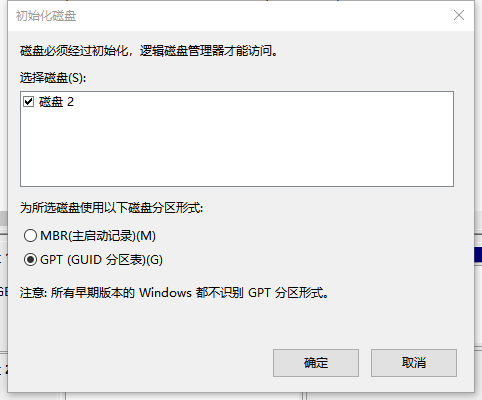 初始化磁盘
磁盘必须经过初始化，逻辑磁盘管理器才能访问。
选择磁盘(S):
磁盘 2
为所选磁盘使用以下磁盘分区形式:
MBR(主启动记录)(M)
GPT (GUID 分区表)(G)
注意: 所有早期版本的 Windows 都不识别 GPT 分区形式。
确定
取消